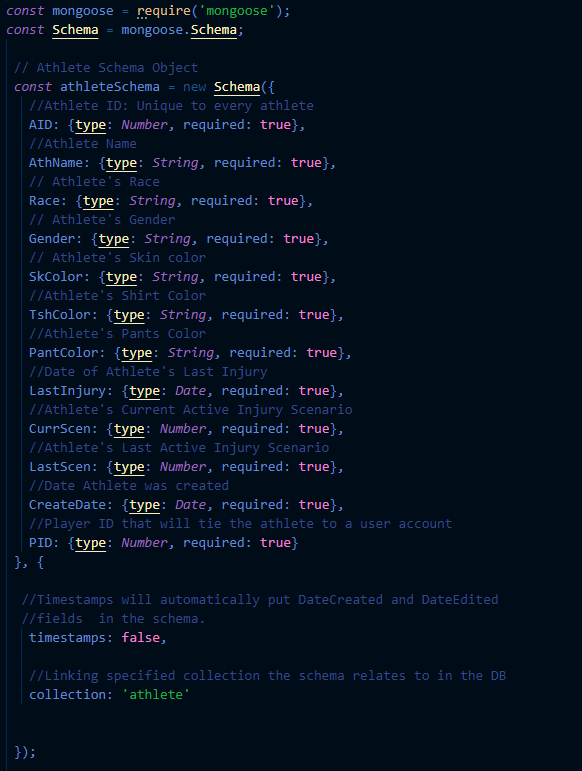 const mongoose = require('mongoose');
const Schema = mongoose.Schema;
// Athlete Schema Object
const athleteSchema = new Schema({
//Athlete ID: Unique to every athlete
AID: {type: Number, required: true},
//Athlete Name
AthName: {type: String, required: true},
// Athlete's Race
Race: {type: String, required: true},
// Athlete's Gender
Gender: {type: String, required: true},
// Athlete's Skin color
SkColor: {type: String, required: true},
//Athlete's Shirt Color
TshColor: {type: String, required: true},
//Athlete's Pants Color
PantColor: {type: String, required: true},
//Date of Athlete's Last Injury
LastInjury: {type: Date, required: true},
//Athlete's Current Active Injury Scenario
CurrScen: {type: Number, required: true},
//Athlete's Last Active Injury Scenario
LastScen: {type: Number, required: true},
//Date Athlete was created
CreateDate: {type: Date, required: true},
//Player ID that will tie the athlete to a user account
PID: {type: Number, required: true}
}, {
//Timestamps will automatically put DateCreated and DateEdited
//fields  in the schema.
timestamps: false,
//Linking specified collection the schema relates to in the DB
collection: 'athlete'
});